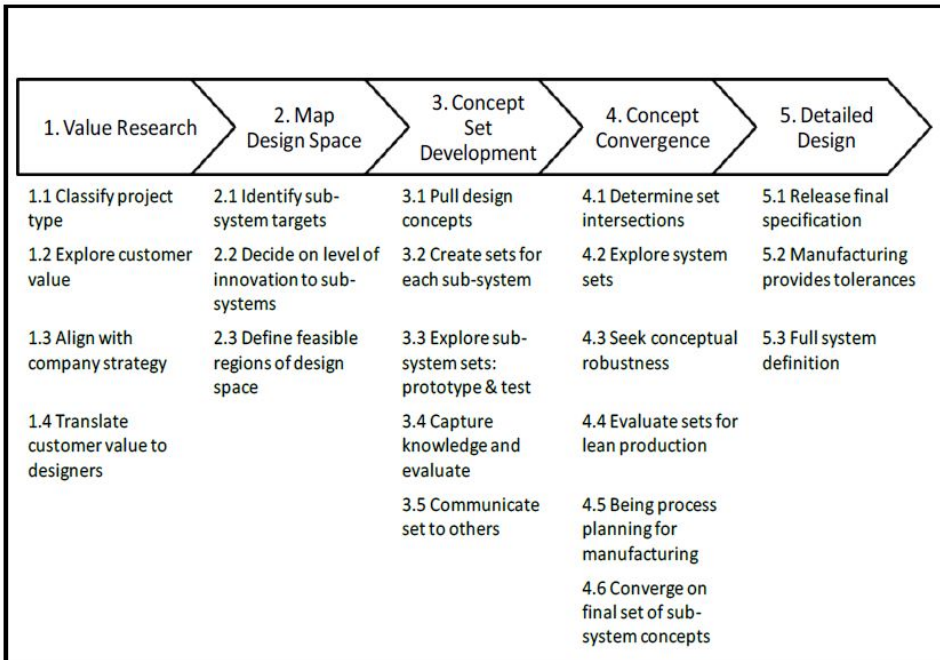 1. Value Research
2. Map
Design Space
3. Concept
Set
Development
4. Concept
Convergence
5. Detailed
Design
1.1 Classify project
type
1.2 Explore customer
value
1.3 Align with
company strategy
1.4 Translate
customer value to
designers
2.1 Identify sub-
system targets
2.2 Decide on level of
innovation to sub-
systems
2.3 Define feasible
regions of design
space
3.1 Pull design
concepts
3.2 Create sets for
each sub-system
3.3 Explore sub-
system sets:
prototype & test
3.4 Capture
knowledge and
evaluate
3.5 Communicate
set to others
4.1 Determine set
intersections
4.2 Explore system
sets
4.3 Seek conceptual
robustness
4.4 Evaluate sets for
lean production
4.5 Being process
planning for
manufacturing
4.6 Converge on
final set of sub-
system concepts
5.1 Release final
specification
5.2 Manufacturing
provides tolerances
5.3 Full system
definition